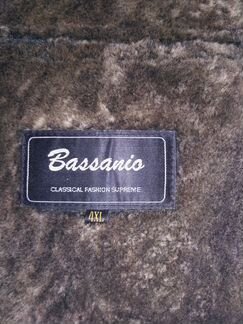 Bassanio
CLASSICAL FASHION SUPREME
4XL